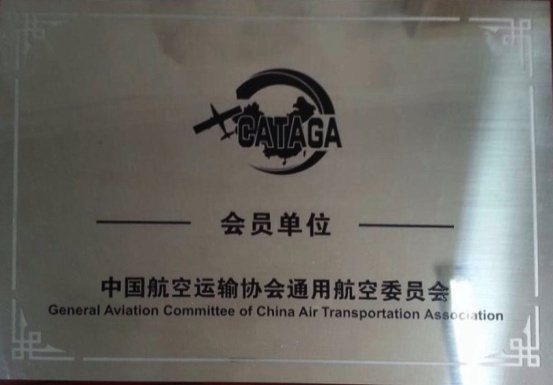 CATAGA
会员单位
中国航空运输协会通用航空委员会
General Aviation Committee of China Air Transportation Association